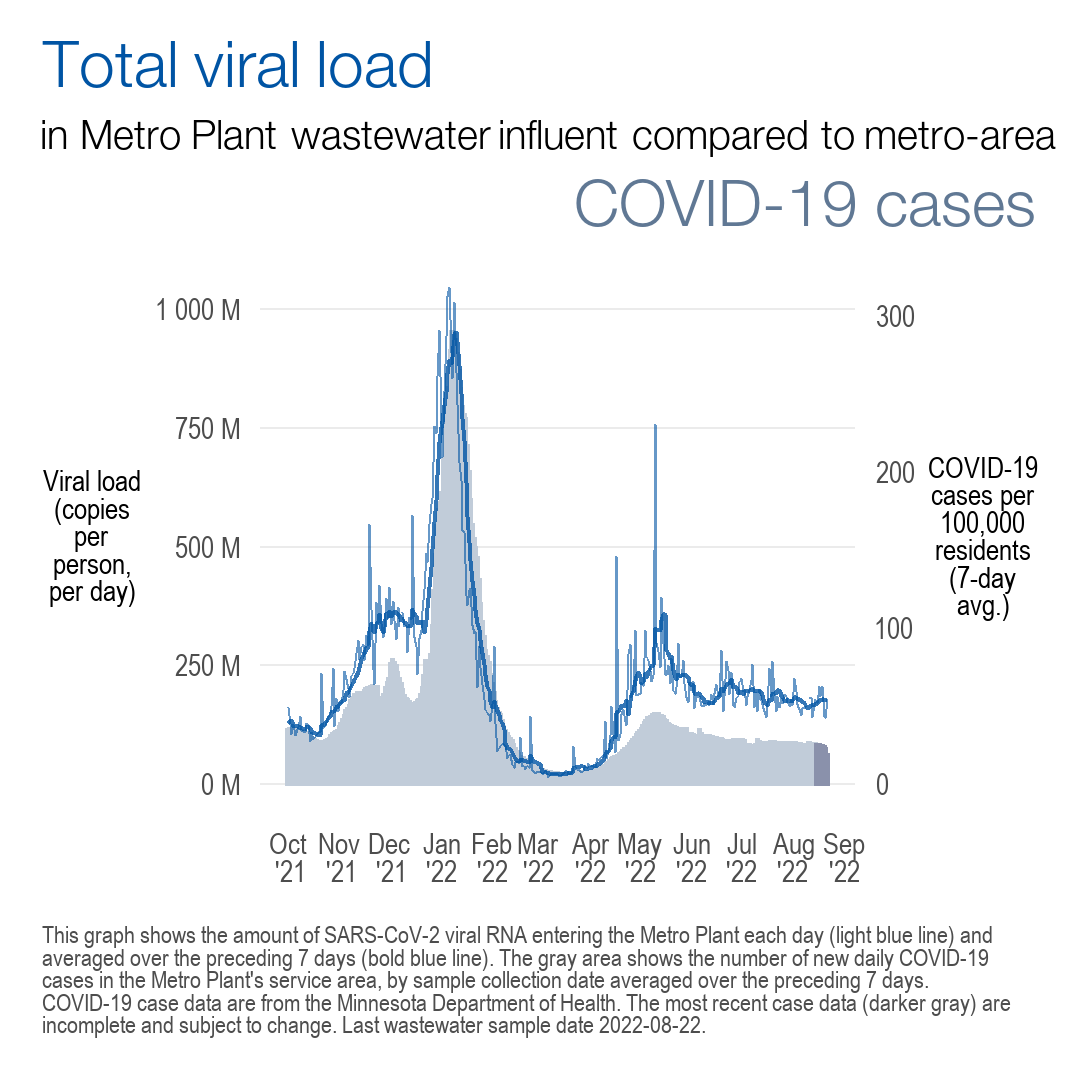 Total viral load
in Metro Plant wastewater influent compared to metro-area
COVID-19 cases
1 000 M
750 M
500 M
250 M
0 M
Viral load
(copies
per
person,
per day)
300
200
100
0
COVID-19
cases per
100,000
residents
(7-day
avg.)
Oct '21
Nov '21
Dec '21
Jan '22
Feb '22
Mar '22
Apr '22
May '22
Jun '22
Jul '22
Aug '22
Sep '22
This graph shows the amount of SARS-CoV-2 viral RNA entering the Metro Plant each day (light blue line) and
averaged over the preceding 7 days (bold blue line). The gray area shows the number of new daily COVID-19
cases in the Metro Plant's service area, by sample collection date averaged over the preceding 7 days.
COVID-19 case data are from the Minnesota Department of Health. The most recent case data (darker gray) are
incomplete and subject to change. Last wastewater sample date 2022-08-22.